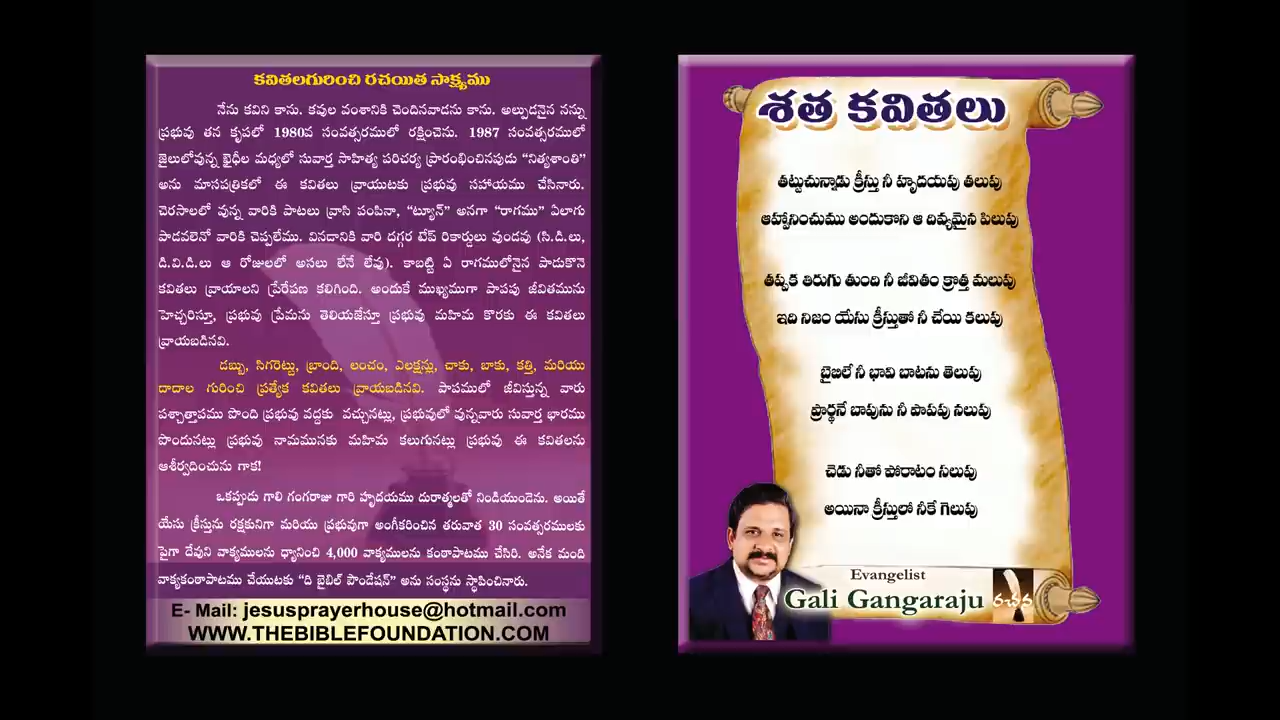 కవితలగురించి రచయిత సాక్ష్యము
నేను కవిని కాను. కవుల వంశానికి చెందినవాడను కాను. అల్పుడనైన నన్ను
ప్రభువు తన కృపలో 1980వ సంవత్సరములో రక్షించెను. 1987 సంవత్సరములో
జైలులోవున్న ఖైధీల మధ్యలో సువార్త సాహిత్య పరిచర్య ప్రారంభించినపుడు "నిత్యశాంతి"
అను మాసపత్రికలో ఈ కవితలు వ్రాయుటకు ప్రభువు సహాయము చేసినారు.
చెరసాలలో వున్న వారికి పాటలు వ్రాసి పంపినా, "ట్యూన్" అనగా "రాగము" ఏలాగు
పాడవలెనో వారికి చెప్పలేము. వినడానికి వారి దగ్గర టేప్ రికార్డులు వుండవు (సి.డి.లు,
డి.వి.డి.లు ఆ రోజులలో అసలు లేనే లేవు). కాబట్టి ఏ రాగములోనైన పాడుకొనె
కవితలు వ్రాయాలని ప్రేరేపణ కలిగింది. అందుకే ముఖ్యముగా పాపపు జీవితమును
హెచ్చరిస్తూ, ప్రభువు ప్రేమను తెలియజేస్తూ ప్రభువు మహిమ కొరకు ఈ కవితలు
వ్రాయబడినవి.
డబ్బు, సిగరెట్టు, బ్రాంది, లంచం, ఎలక్షన్లు, చాకు, బాకు, కత్తి, మరియు
దాదాల గురించి ప్రత్యేక కవితలు వ్రాయబడినవి. పాపములో జీవిస్తున్న వారు
పశ్చాత్తాపము పొంది ప్రభువు వద్దకు వచ్చునట్లు, ప్రభువులో వున్నవారు సువార్త భారము
పొందునట్లు ప్రభువు నామమునకు మహిమ కలుగునట్లు ప్రభువు ఈ కవితలను
ఆశీర్వదించును గాక!
ఒకప్పుడు గాలి గంగరాజు గారి హృదయము దురాత్మలతో నిండియుండెను. అయితే
యేసు క్రీస్తును రక్షకునిగా మరియు ప్రభువుగా అంగీకరించిన తరువాత 30 సంవత్సరములకు
పైగా దేవుని వాక్యములను ధ్యానించి 4,000 వాక్యములను కంఠాపాటము చేసిరి. అనేక మంది
వాక్యకంఠాపాటము చేయుటకు "ది బైబిల్ పౌండేషన్" అను సంస్థను స్థాపించినారు.
E- Mail: jesusprayerhouse@hotmail.com
WWW.THEBIBLEFOUNDATION.COM
శత కవితలు
తట్టుచున్నాడు క్రీస్తు నీ హృదయపు తలుపు
ఆహ్వానించుము అందుకొని ఆ దివ్యమైన పిలుపు
తప్పక తిరుగు తుంది నీ జీవితం క్రొత్త మలుపు
ఇది నిజం యేసు క్రీస్తుతో నీ చేయి కలుపు
బైబిలే నీ భావి బాటను తెలుపు
ప్రార్థనే బాపును నీ పాపపు నలుపు
చెడు నీతో పోరాటం సలుపు
అయినా క్రీస్తులో నీకే గెలుపు
Evangelist
Gali Gangaraju
రచన